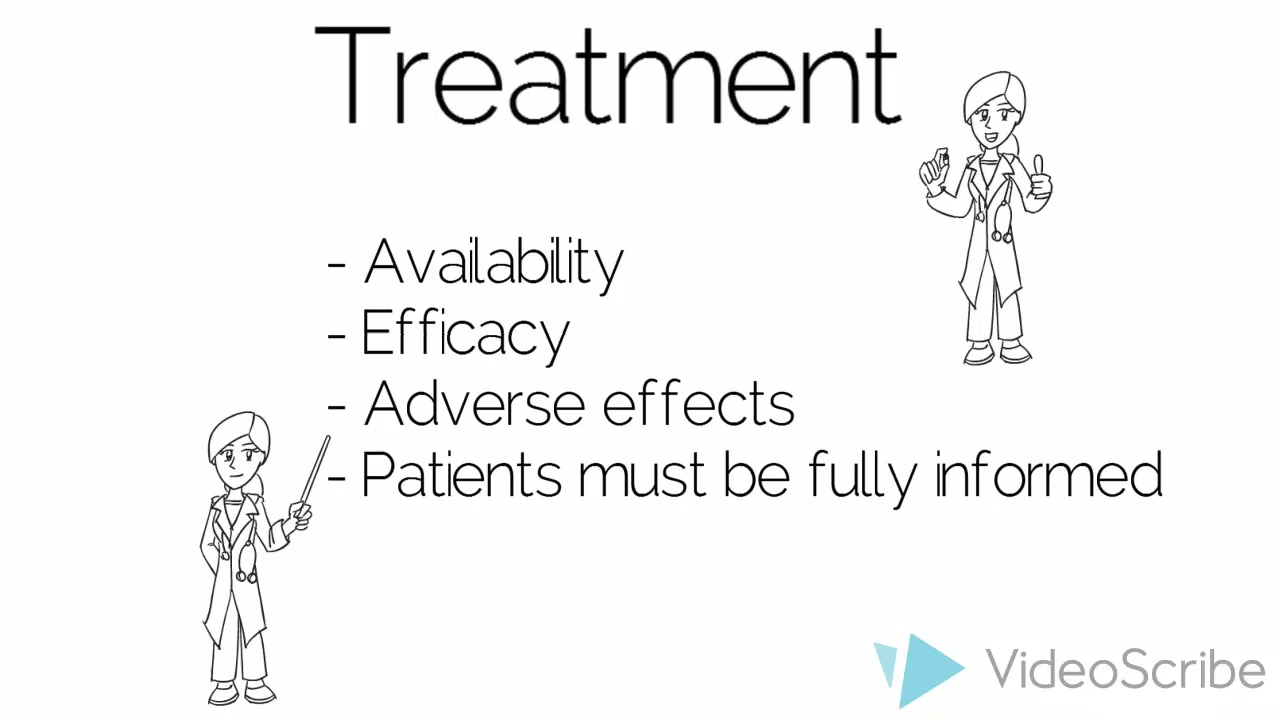 Treatment
- Availability
- Efficacy
- Adverse effects
- Patients must be fully informed
VideoScribe